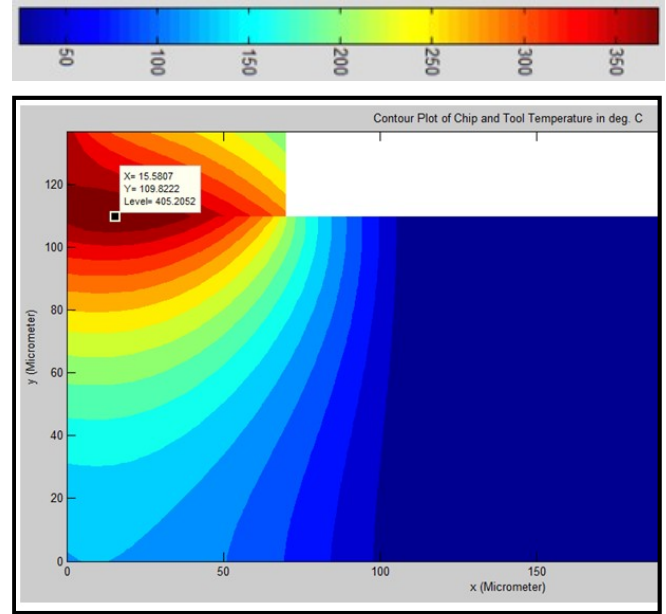 50 100 150 200 250 300 350
Contour Plot of Chip and Tool Temperature in deg. C
X= 15.5807
Y= 109.8222
Level= 405.2052
120
100
80
60
40
20
0
y (Micrometer)
0 50 100 150
x (Micrometer)